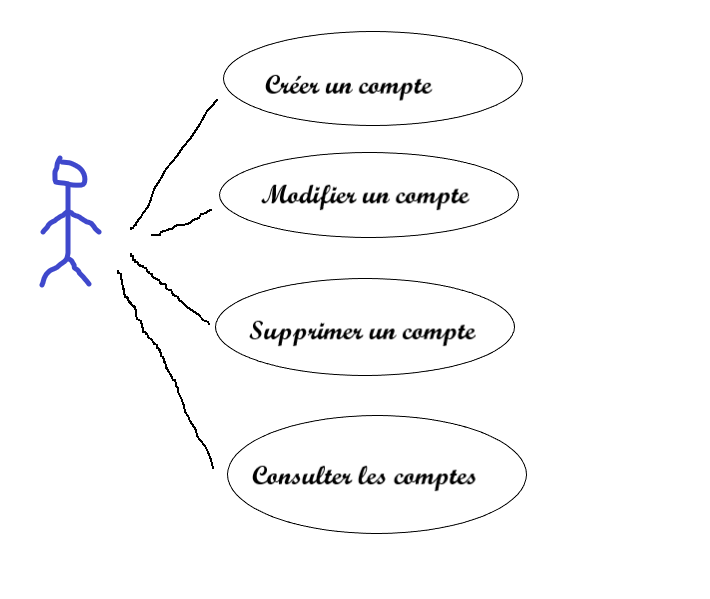 Créer un compte
Modifier un compte
Supprimer un compte
Consulter les comptes